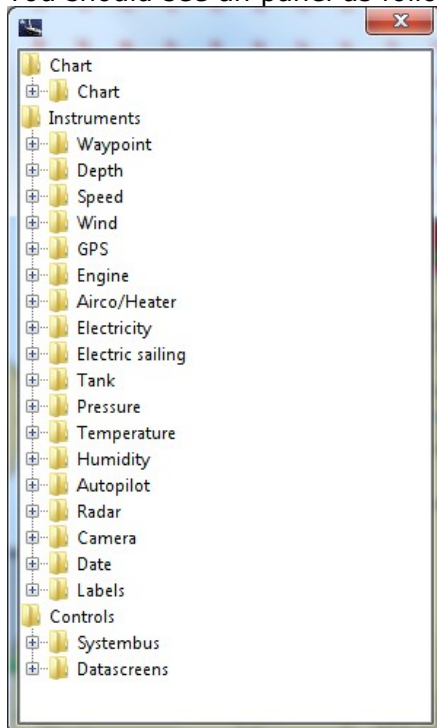 Chart
Chart
Instruments
Waypoint
Depth
Speed
Wind
GPS
Engine
Airco/Heater
Electricity
Electric sailing
Tank
Pressure
Temperature
Humidity
Autopilot
Radar
Camera
Date
Labels
Controls
Systembus
Datascreens